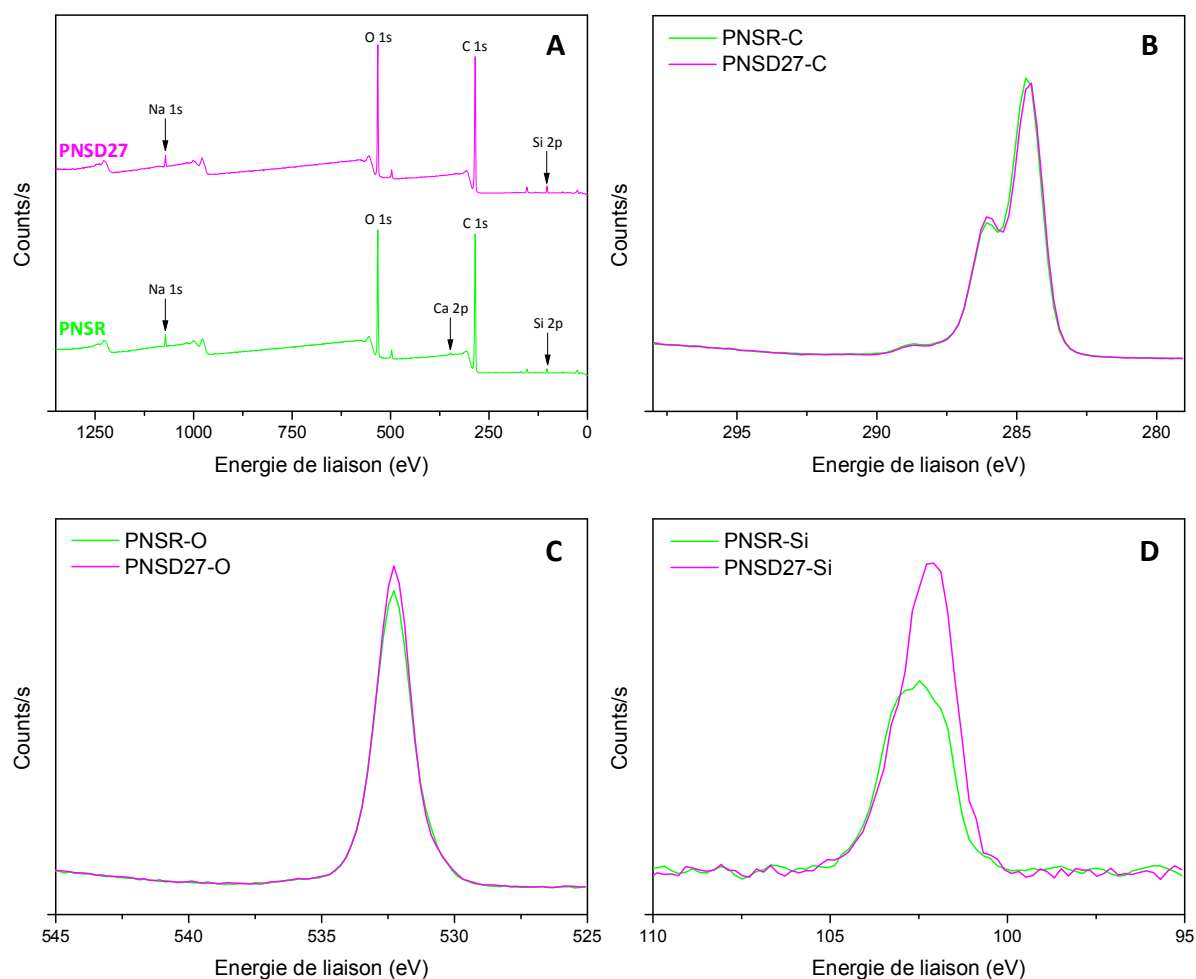 A
O 1s
C 1s
Na 1s
Si 2p
PNSD27
O 1s
C 1s
Na 1s
Ca 2p
Si 2p
PNSR
Counts/s
1250 1000 750 500 250 0
Energie de liaison (eV)
B
PNSR-C
PNSD27-C
Counts/s
295 290 285 280
Energie de liaison (eV)
C
PNSR-O
PNSD27-O
Counts/s
545 540 535 530 525
Energie de liaison (eV)
D
PNSR-Si
PNSD27-Si
Counts/s
110 105 100 95
Energie de liaison (eV)